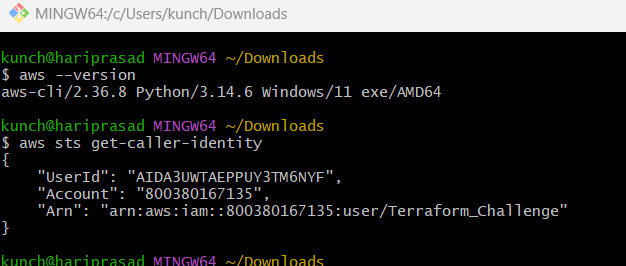 MINGW64:/c/Users/kunch/Downloads
kunch@hariprasad MINGW64 ~/Downloads
$ aws --version
aws-cli/2.36.8 Python/3.14.6 Windows/11 exe/AMD64
kunch@hariprasad MINGW64 ~/Downloads
$ aws sts get-caller-identity
{
    "UserId": "AIDA3UWTAEPPUY3TM6NYF",
    "Account": "800380167135",
    "Arn": "arn:aws:iam::800380167135:user/Terraform_Challenge"
}
kunch@hariprasad MINGW64 ~/Downloads